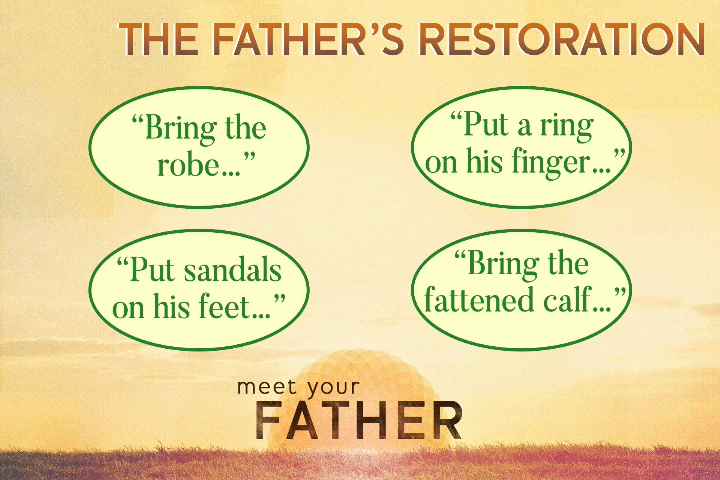 THE FATHER’S RESTORATION
“Bring the
robe...”
“Put a ring
on his finger...”
“Put sandals
on his feet...”
“Bring the
fattened calf...”
meet your
FATHER